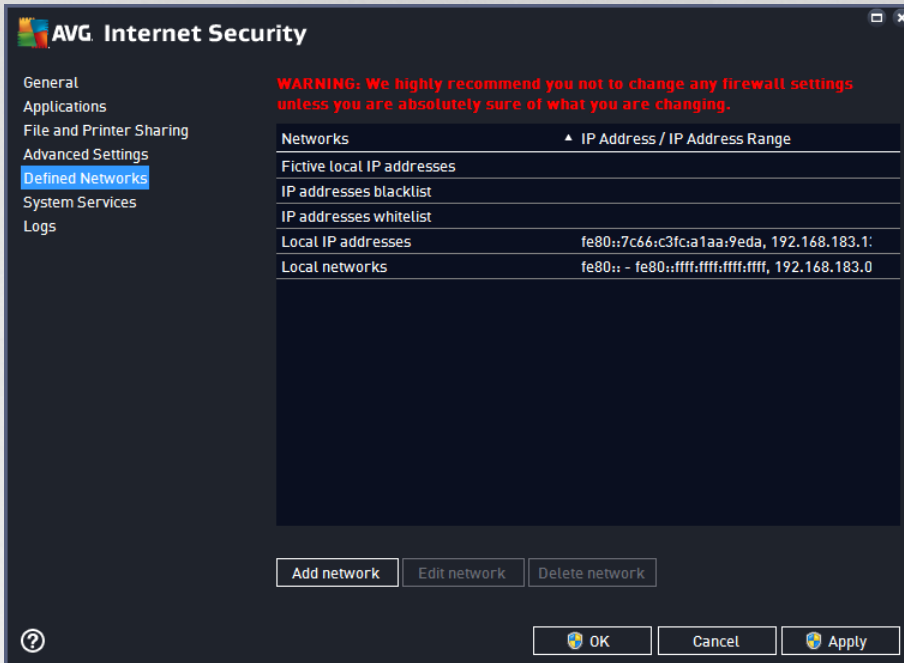 AVG. Internet Security
General
Applications
File and Printer Sharing
Advanced Settings
Defined Networks
System Services
Logs
WARNING: We highly recommend you not to change any firewall settings
unless you are absolutely sure of what you are changing.
Networks IP Address / IP Address Range
Fictive local IP addresses
IP addresses blacklist
IP addresses whitelist
Local IP addresses fe80::7c66:c3fc:a1aa:9eda, 192.168.183.1
Local networks fe80:: - fe80::ffff:ffff:ffff:ffff, 192.168.183.0
Add network Edit network Delete network
? OK Cancel Apply